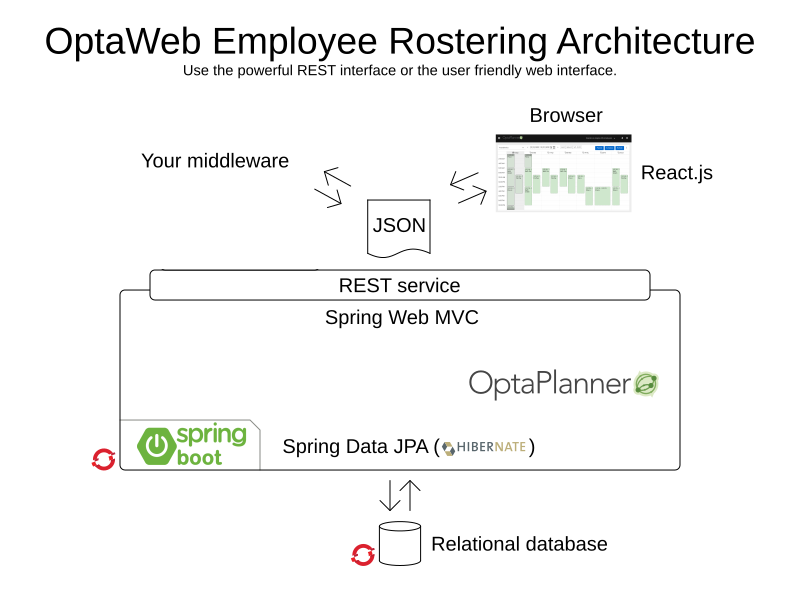 OptaWeb Employee Rostering Architecture
Use the powerful REST interface or the user friendly web interface.
Browser
Your middleware
React.js
JSON
REST service
Spring Web MVC
OptaPlanner
spring
boot
Spring Data JPA (HIBERNATE)
Relational database